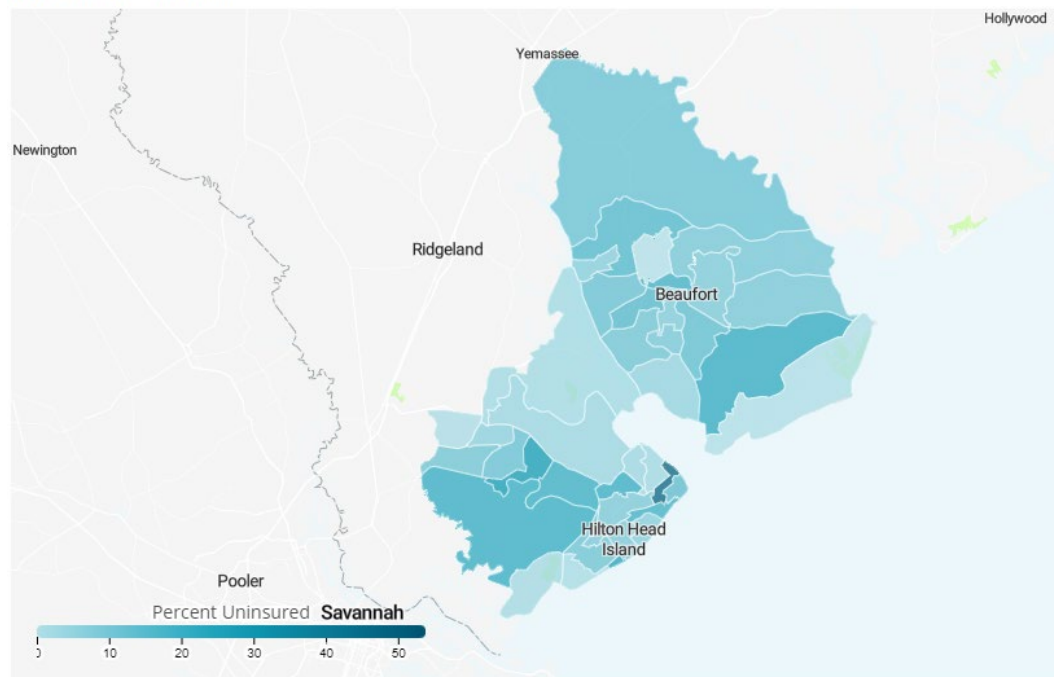 Hollywood
Yemassee
Newington
Ridgeland
Beaufort
Hilton Head
Island
Pooler
Percent Uninsured Savannah
0 10 20 30 40 50